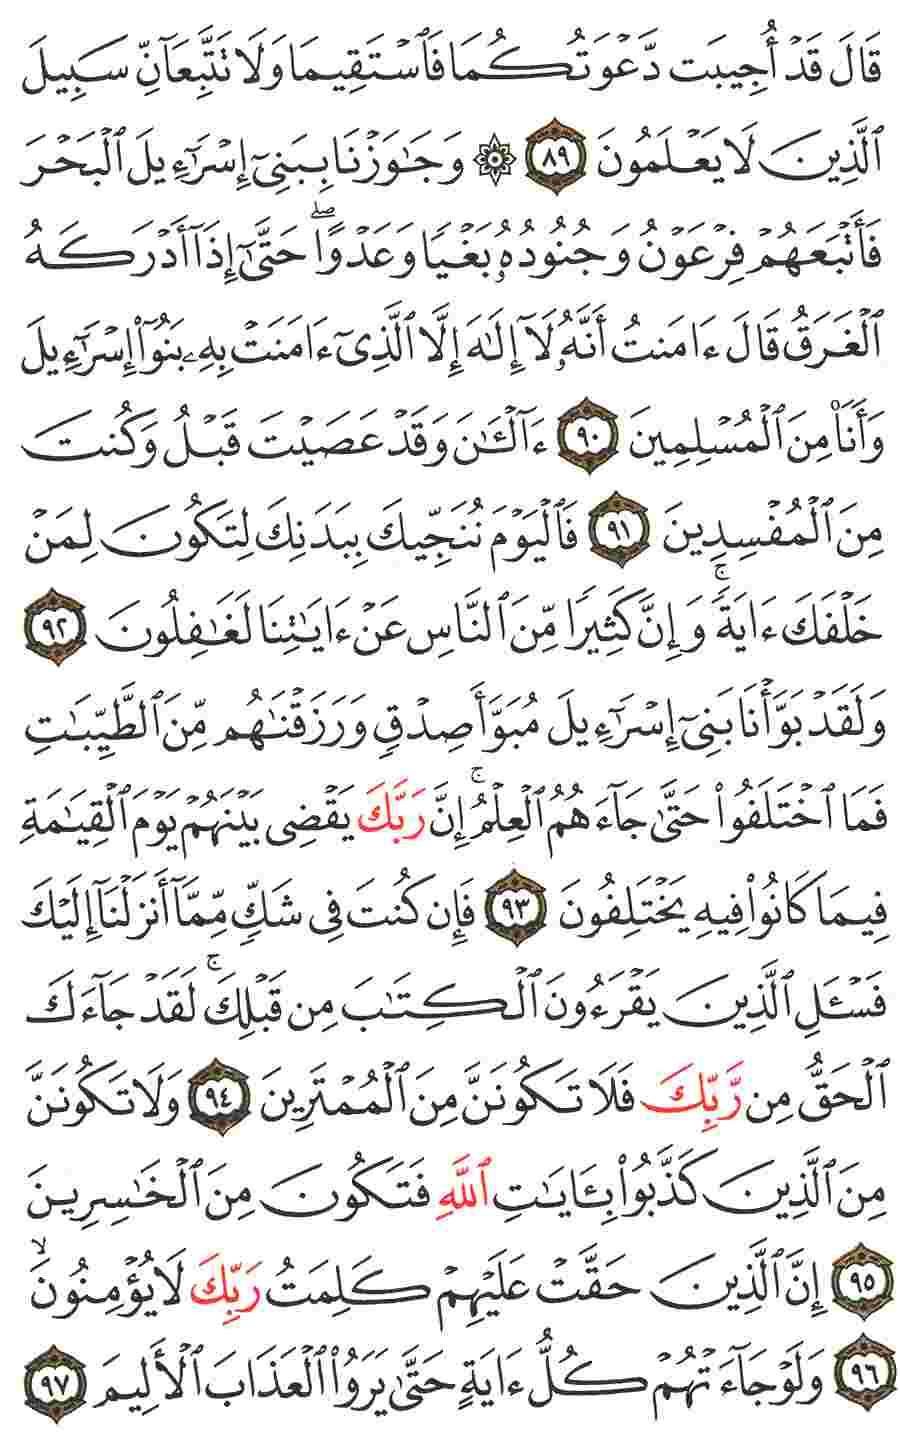 قَالَ قَدۡ أُجِيبَت دَّعۡوَتُكُمَا فَٱسۡتَقِيمَا وَلَا تَتَّبِعَآنِّ سَبِيلَ
ٱلَّذِينَ لَا يَعۡلَمُونَ ٨٩ ۞ وَجَٰوَزۡنَا بِبَنِيٓ إِسۡرَٰٓءِيلَ ٱلۡبَحۡرَ
فَأَتۡبَعَهُمۡ فِرۡعَوۡنُ وَجُنُودُهُۥ بَغۡيٗا وَعَدۡوًاۖ حَتَّىٰٓ إِذَآ أَدۡرَكَهُ
ٱلۡغَرَقُ قَالَ ءَامَنتُ أَنَّهُۥ لَآ إِلَٰهَ إِلَّا ٱلَّذِيٓ ءَامَنَتۡ بِهِۦ بَنُوٓاْ إِسۡرَٰٓءِيلَ
وَأَنَا۠ مِنَ ٱلۡمُسۡلِمِينَ ٩٠ ءَآلۡـَٰٔنَ وَقَدۡ عَصَيۡتَ قَبۡلُ وَكُنتَ
مِنَ ٱلۡمُفۡسِدِينَ ٩١ فَٱلۡيَوۡمَ نُنَجِّيكَ بِبَدَنِكَ لِتَكُونَ لِمَنۡ
خَلۡفَكَ ءَايَةٗۚ وَإِنَّ كَثِيرٗا مِّنَ ٱلنَّاسِ عَنۡ ءَايَٰتِنَا لَغَٰفِلُونَ ٩٢
وَلَقَدۡ بَوَّأۡنَا بَنِيٓ إِسۡرَٰٓءِيلَ مُبَوَّأَ صِدۡقٖ وَرَزَقۡنَٰهُم مِّنَ ٱلطَّيِّبَٰتِ
فَمَا ٱخۡتَلَفُواْ حَتَّىٰ جَآءَهُمُ ٱلۡعِلۡمُۚ إِنَّ رَبَّكَ يَقۡضِي بَيۡنَهُمۡ يَوۡمَ ٱلۡقِيَٰمَةِ
فِيمَا كَانُواْ فِيهِ يَخۡتَلِفُونَ ٩٣ فَإِن كُنتَ فِي شَكّٖ مِّمَّآ أَنزَلۡنَآ إِلَيۡكَ
فَسۡـَٔلِ ٱلَّذِينَ يَقۡرَءُونَ ٱلۡكِتَٰبَ مِن قَبۡلِكَۚ لَقَدۡ جَآءَكَ
ٱلۡحَقُّ مِن رَّبِّكَ فَلَا تَكُونَنَّ مِنَ ٱلۡمُمۡتَرِينَ ٩٤ وَلَا تَكُونَنَّ
مِنَ ٱلَّذِينَ كَذَّبُواْ بِـَٔايَٰتِ ٱللَّهِ فَتَكُونَ مِنَ ٱلۡخَٰسِرِينَ
٩٥ إِنَّ ٱلَّذِينَ حَقَّتۡ عَلَيۡهِمۡ كَلِمَتُ رَبِّكَ لَا يُؤۡمِنُونَۙ
٩٦ وَلَوۡ جَآءَتۡهُمۡ كُلُّ ءَايَةٍ حَتَّىٰ يَرَوُاْ ٱلۡعَذَابَ ٱلۡأَلِيمَ ٩٧